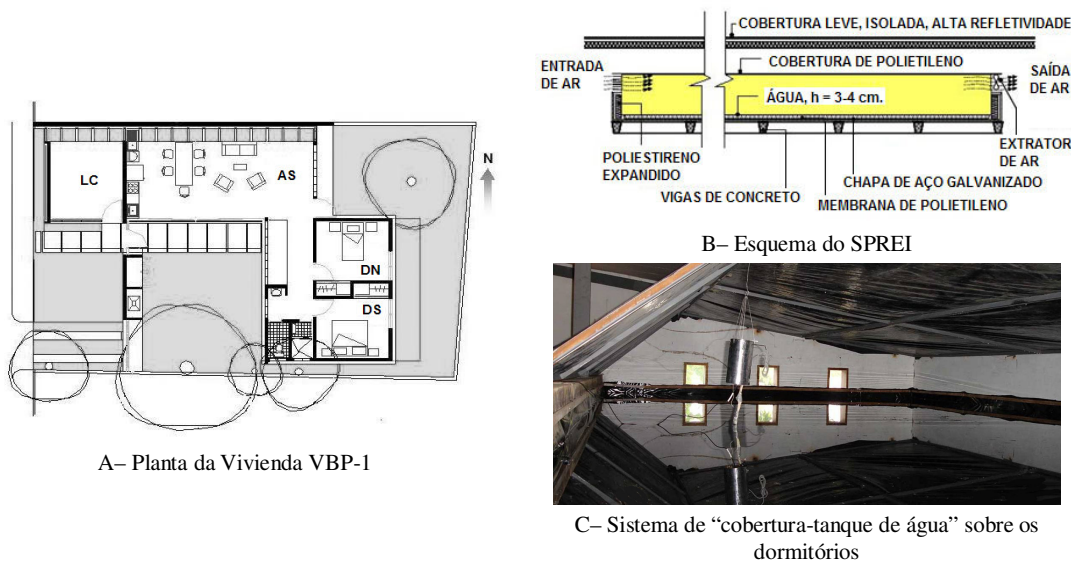 COBERTURA LEVE, ISOLADA, ALTA REFLETIVIDADE
ENTRADA
DE AR
COBERTURA DE POLIETILENO
SAÍDA
DE AR
ÁGUA, h = 3-4 cm.
POLIESTIRENO
EXPANDIDO
EXTRATOR
DE AR
CHAPA DE AÇO GALVANIZADO
VIGAS DE CONCRETO
MEMBRANA DE POLIETILENO
B– Esquema do SPREI
LC
AS
N
DN
DS
A– Planta da Vivienda VBP-1
C– Sistema de “cobertura-tanque de água” sobre os
dormitórios